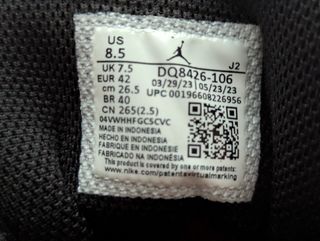 US
8.5
J2
UK 7.5
EUR 42
cm 26.5
BR 40
CN 265(2.5)
DQ8426-106
03/29/23 05/23/23
UPC 00196608226956
04VWHHFGC5CVC
MADE IN INDONESIA
HECHO EN INDONESIA
FABRIQUE EN INDONESIE
FABRICADO NA INDONESIA
This product is covered by one or more patents:
www.nike.com/patentsvirtualmarking